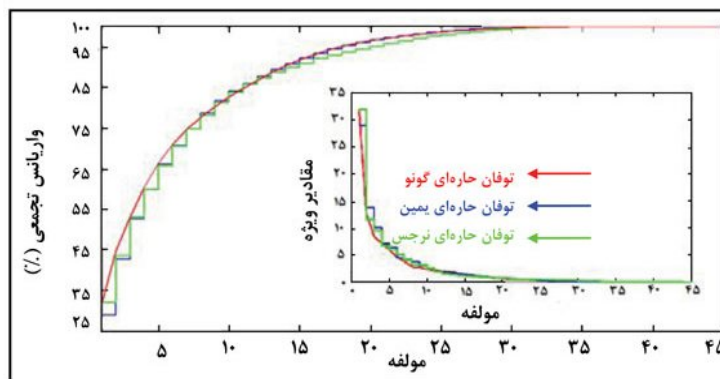 واریانس تجمعی (٪)
۱۰۰
۹۵
۸۵
۷۵
۶۵
۵۵
۴۵
۳۵
۲۵
۵ ۱۰ ۱۵ ۲۰ ۲۵ ۳۰ ۳۵ ۴۰ ۴۵
مولفه
مقادیر ویژه
۳۵
۳۰
۲۵
۲۰
۱۵
۱۰
۵
۰
توفان حاره‌ای گونو
توفان حاره‌ای یمین
توفان حاره‌ای نرجس
۰ ۵ ۱۰ ۱۵ ۲۰ ۲۵ ۳۰ ۳۵ ۴۰ ۴۵
مولفه